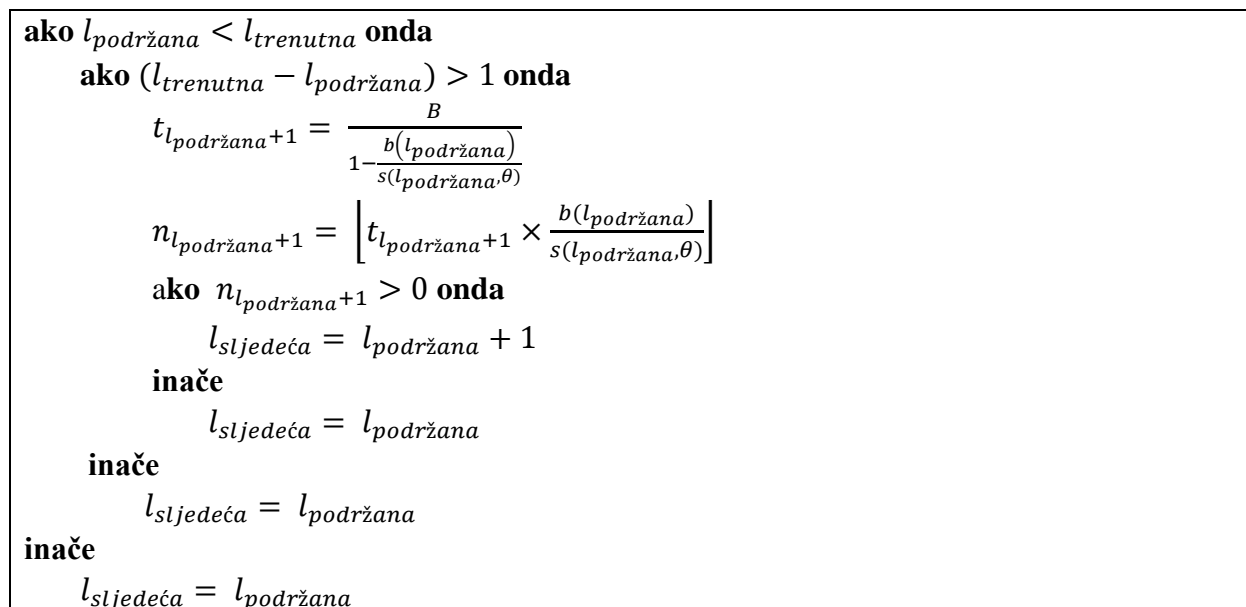 ako l_podržana < l_trenutna onda
ako (l_trenutna − l_podržana) > 1 onda
t_{l_podržana+1} = B / (1 − b(l_podržana) / s(l_podržana,θ))
n_{l_podržana+1} = ⌊t_{l_podržana+1} × b(l_podržana) / s(l_podržana,θ)⌋
ako n_{l_podržana+1} > 0 onda
l_sljedeća = l_podržana + 1
inače
l_sljedeća = l_podržana
inače
l_sljedeća = l_podržana
inače
l_sljedeća = l_podržana